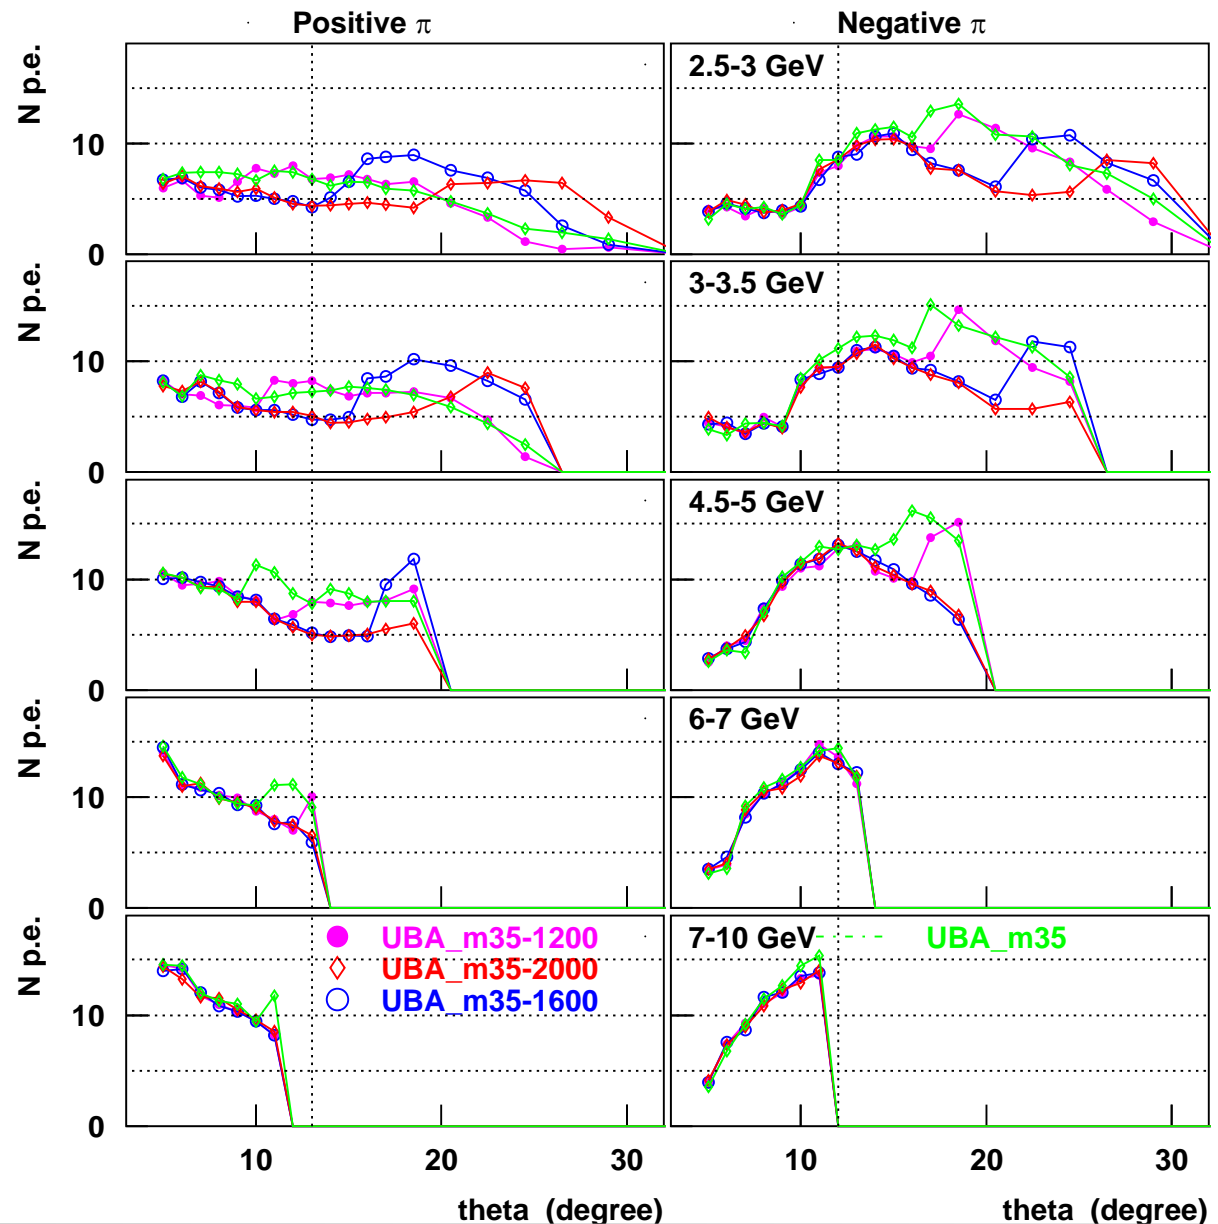 Positive π
Negative π
N p.e.
10
0
2.5-3 GeV
N p.e.
10
0
3-3.5 GeV
N p.e.
10
0
4.5-5 GeV
N p.e.
10
0
6-7 GeV
N p.e.
10
0
UBA_m35-1200
UBA_m35-2000
UBA_m35-1600
7-10 GeV
UBA_m35
10
20
30
10
20
30
theta (degree)
theta (degree)